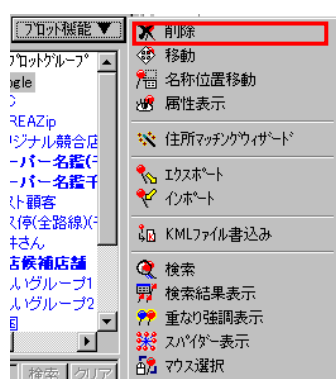 プロット機能 ▼
プロットグループ
gle
REAZip
ジナル競合店
ーパー名鑑(
ーパー名鑑千
ト顧客
(停(全路線)(
井さん
店候補店舗
いグループ1
いグループ2
国
検索
クリア
削除
移動
名称位置移動
属性表示
住所マッチングウィザード
エクスポート
インポート
KMLファイル書込み
検索
検索結果表示
重なり強調表示
スパイダー表示
マウス選択